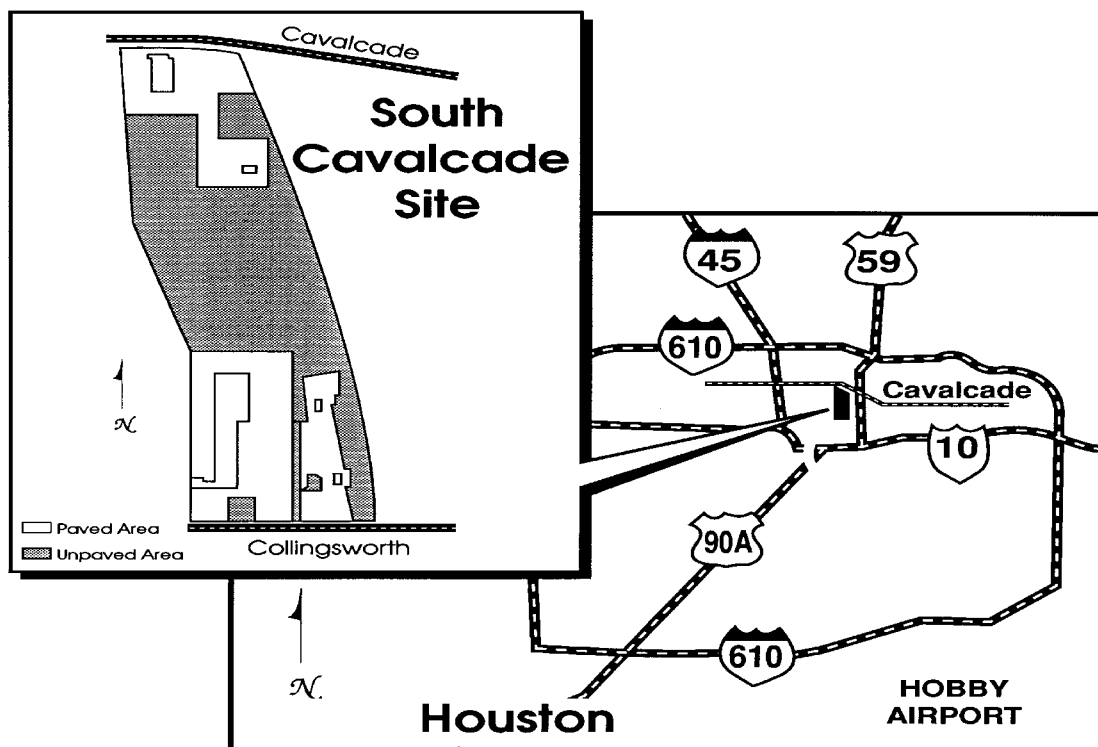 Cavalcade
South
Cavalcade
Site
N
Paved Area
Unpaved Area
Collingsworth
45
59
610
Cavalcade
10
90A
610
N.
HOBBY
AIRPORT
Houston